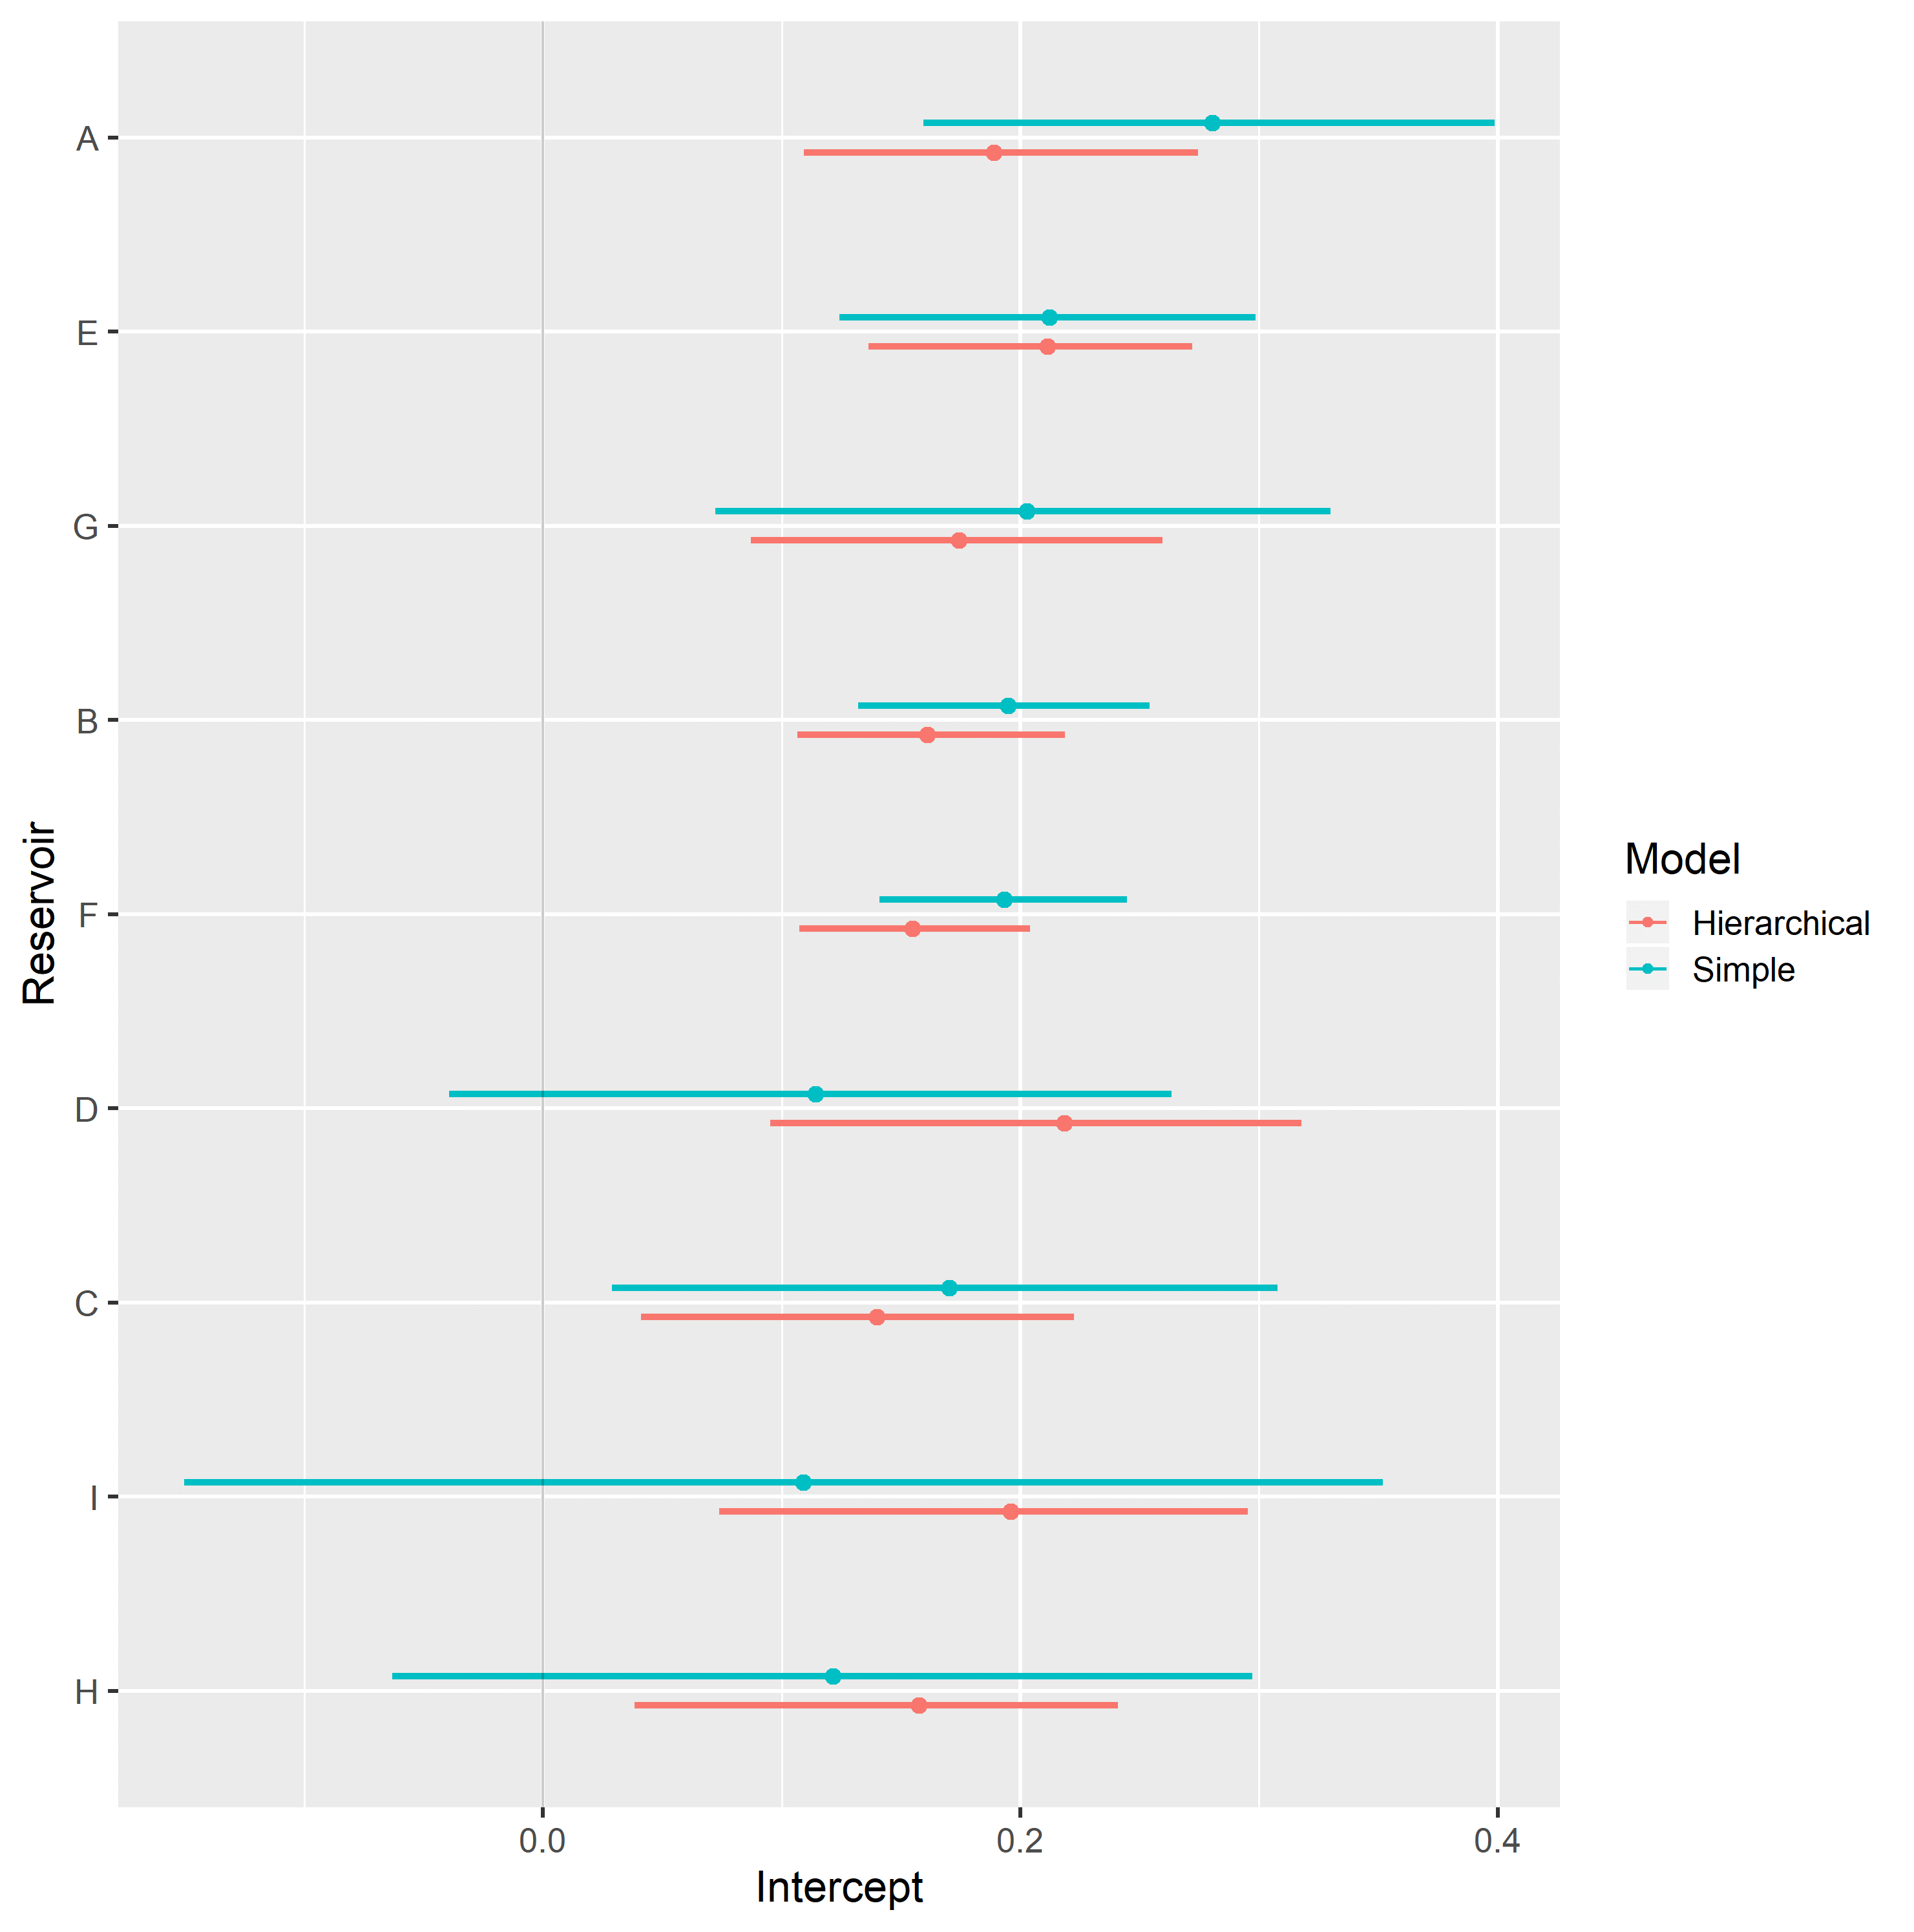 A
E
G
B
F
D
C
I
H
Reservoir
0.0
0.2
0.4
Intercept
Model
Hierarchical
Simple